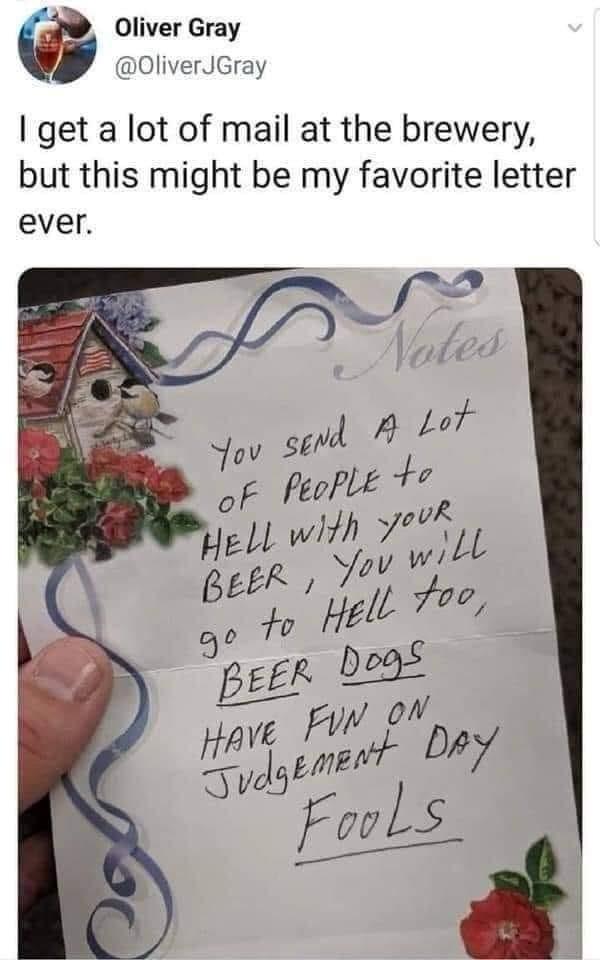 Oliver Gray
@OliverJGray
I get a lot of mail at the brewery,
but this might be my favorite letter
ever.
Notes
You SENd A Lot
OF PEOPLE to
HELL with YOUR
BEER, You will
go to HELL too,
BEER DogS
HAVE FUN ON
JUdgEMENt DAY
FooLS